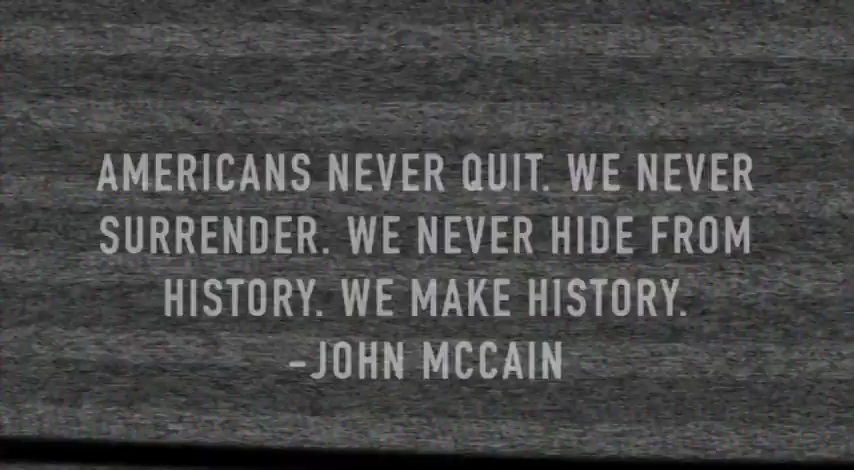 AMERICANS NEVER QUIT. WE NEVER
SURRENDER. WE NEVER HIDE FROM
HISTORY. WE MAKE HISTORY.
-JOHN MCCAIN